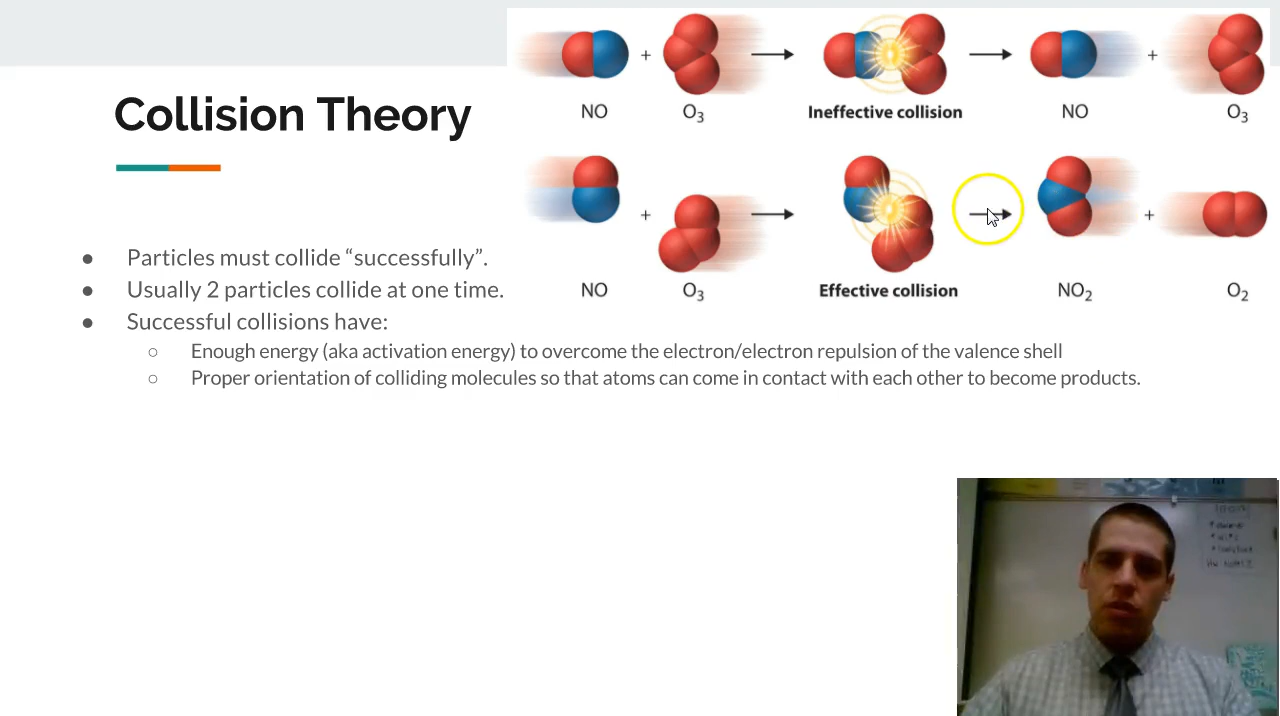 NO + O₃ NO + O₃
Ineffective collision
Collision Theory
NO + O₃ NO₂ + O₂
Effective collision
● Particles must collide “successfully”.
● Usually 2 particles collide at one time.
● Successful collisions have:
○ Enough energy (aka activation energy) to overcome the electron/electron repulsion of the valence shell
○ Proper orientation of colliding molecules so that atoms can come in contact with each other to become products.